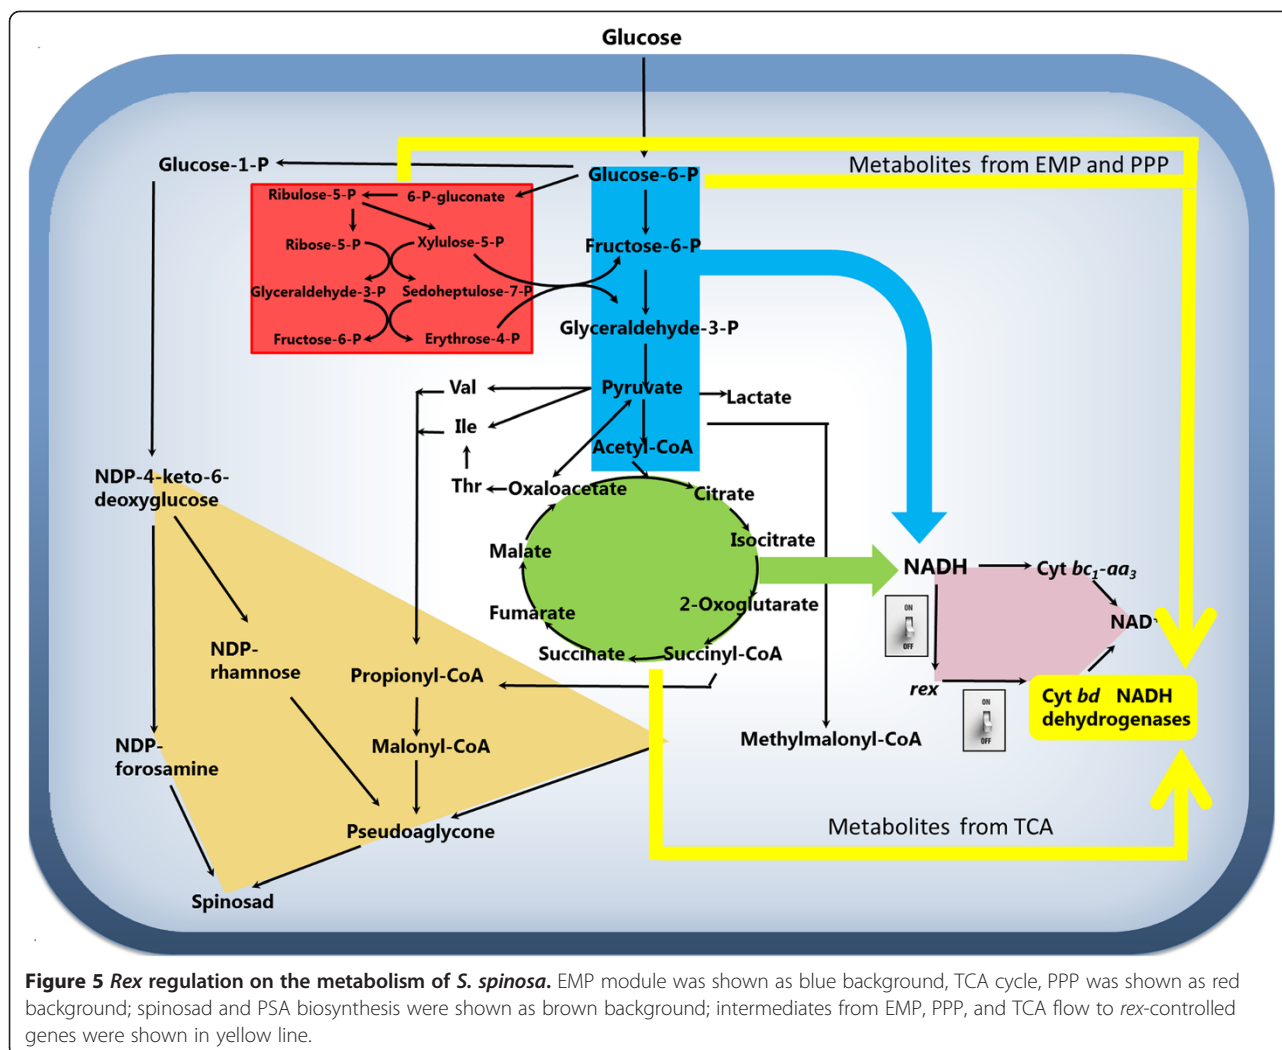 Glucose
Glucose-1-P
Metabolites from EMP and PPP
Glucose-6-P
Ribulose-5-P
6-P-gluconate
Ribose-5-P
Xylulose-5-P
Fructose-6-P
Glyceraldehyde-3-P
Sedoheptulose-7-P
Fructose-6-P
Erythrose-4-P
Glyceraldehyde-3-P
Val
Pyruvate
Lactate
Ile
Acetyl-CoA
NDP-4-keto-6-
deoxyglucose
Thr
Oxaloacetate
Citrate
Malate
Isocitrate
NADH
Cyt bc1-aa3
Fumarate
2-Oxoglutarate
ON
OFF
NAD+
NDP-
rhamnose
Succinate
Succinyl-CoA
Propionyl-CoA
rex
ON
OFF
Cyt bd NADH
dehydrogenases
NDP-
forosamine
Malonyl-CoA
Methylmalonyl-CoA
Pseudoaglycone
Metabolites from TCA
Spinosad
Figure 5 Rex regulation on the metabolism of S. spinosa. EMP module was shown as blue background, TCA cycle, PPP was shown as red
background; spinosad and PSA biosynthesis were shown as brown background; intermediates from EMP, PPP, and TCA flow to rex-controlled
genes were shown in yellow line.